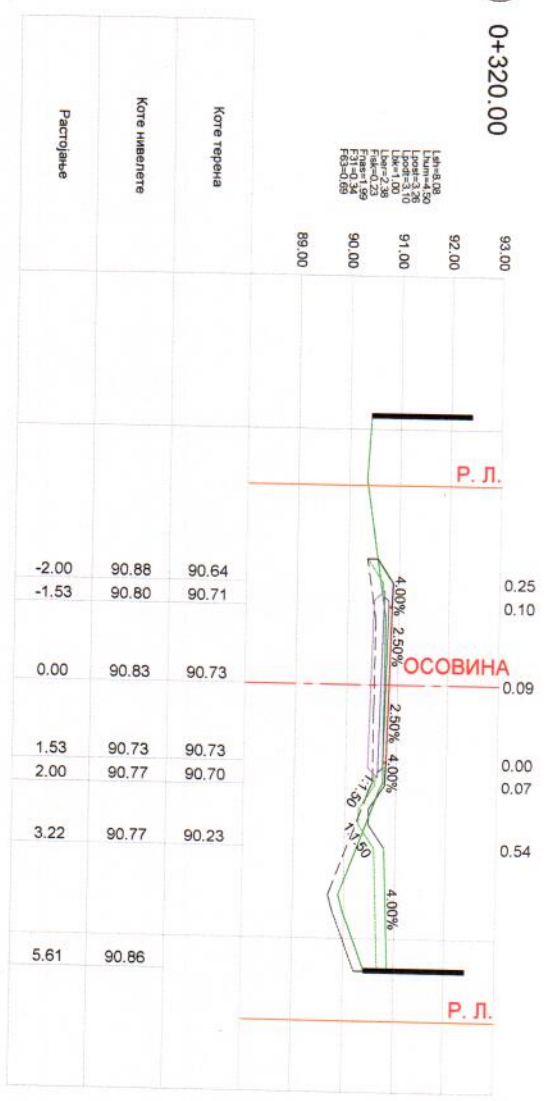 0+320.00
Lsh=8.08
Lhum=4.50
Lpost=3.26
Lpodt=3.10
Lbk=1.00
Lber=2.38
Fisk=0.23
Fnas=1.99
F31=0.34
F63=0.69
93.00
92.00
91.00
90.00
89.00
Р. Л.
ОСОВИНА
Р. Л.
4.00%
2.50%
2.50%
4.00%
1:1.50
1:1.50
4.00%
0.25
0.10
0.09
0.00
0.07
0.54
Коте терена
90.64
90.71
90.73
90.73
90.70
90.23
Коте нивелете
90.88
90.80
90.83
90.73
90.77
90.77
90.86
Растојање
-2.00
-1.53
0.00
1.53
2.00
3.22
5.61